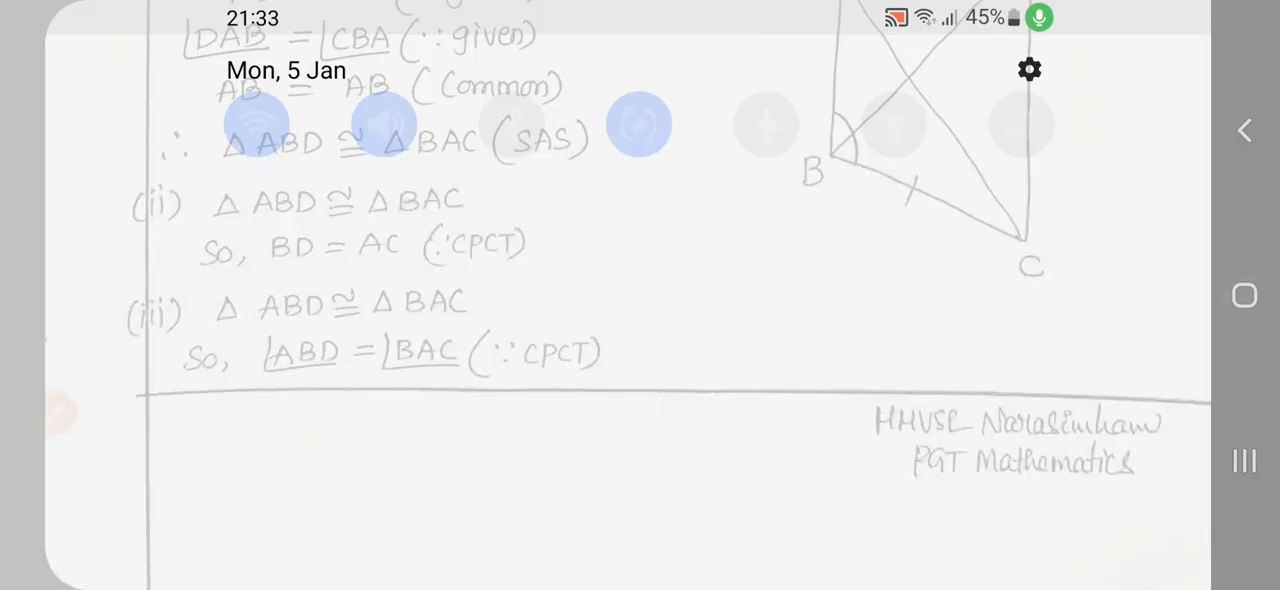 21:33
45%
∠DAB = ∠CBA (∵ given)
Mon, 5 Jan
AB = AB (Common)
∴ △ ABD ≅ △ BAC (SAS)
B
(ii) △ ABD ≅ △ BAC
So, BD = AC (∵ CPCT)
C
(iii) △ ABD ≅ △ BAC
So, ∠ABD = ∠BAC (∵ CPCT)
Narasimham
PGT Mathematics